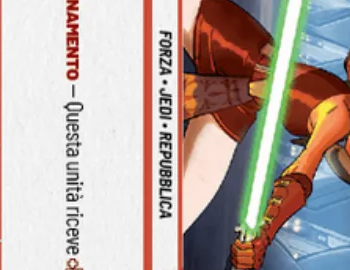 FORZA • JEDI • REPUBBLICA
NAMENTO – Questa unità riceve